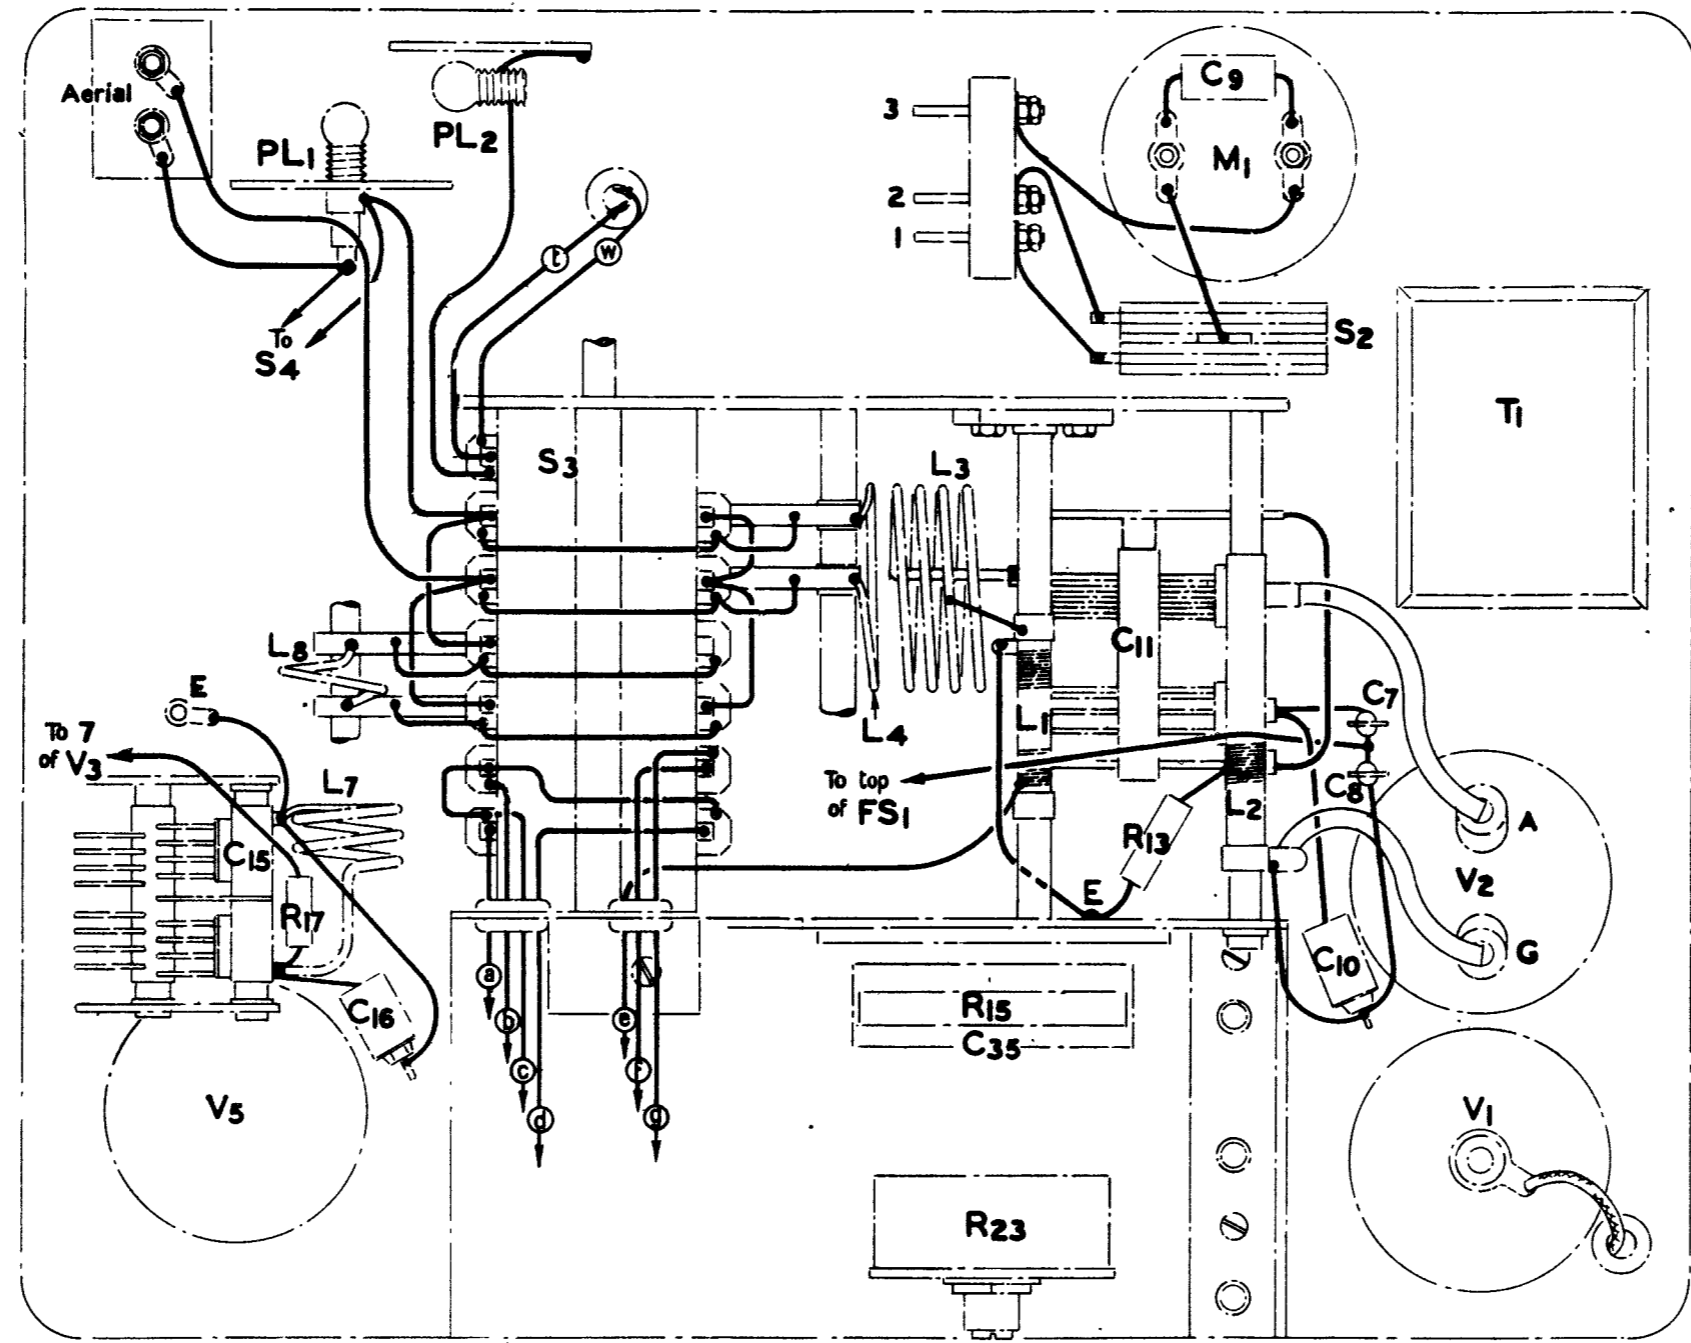 Aerial
PL1
PL2
3
2
1
C9
M1
S2
T1
t
w
To
S4
S3
L3
L8
E
To 7
of V3
L7
C15
R17
C16
V5
L4
L1
C11
C7
C8
To top
of FS1
L2
R13
E
A
V2
G
C10
R15
C35
a
b
c
d
e
f
g
V1
R23